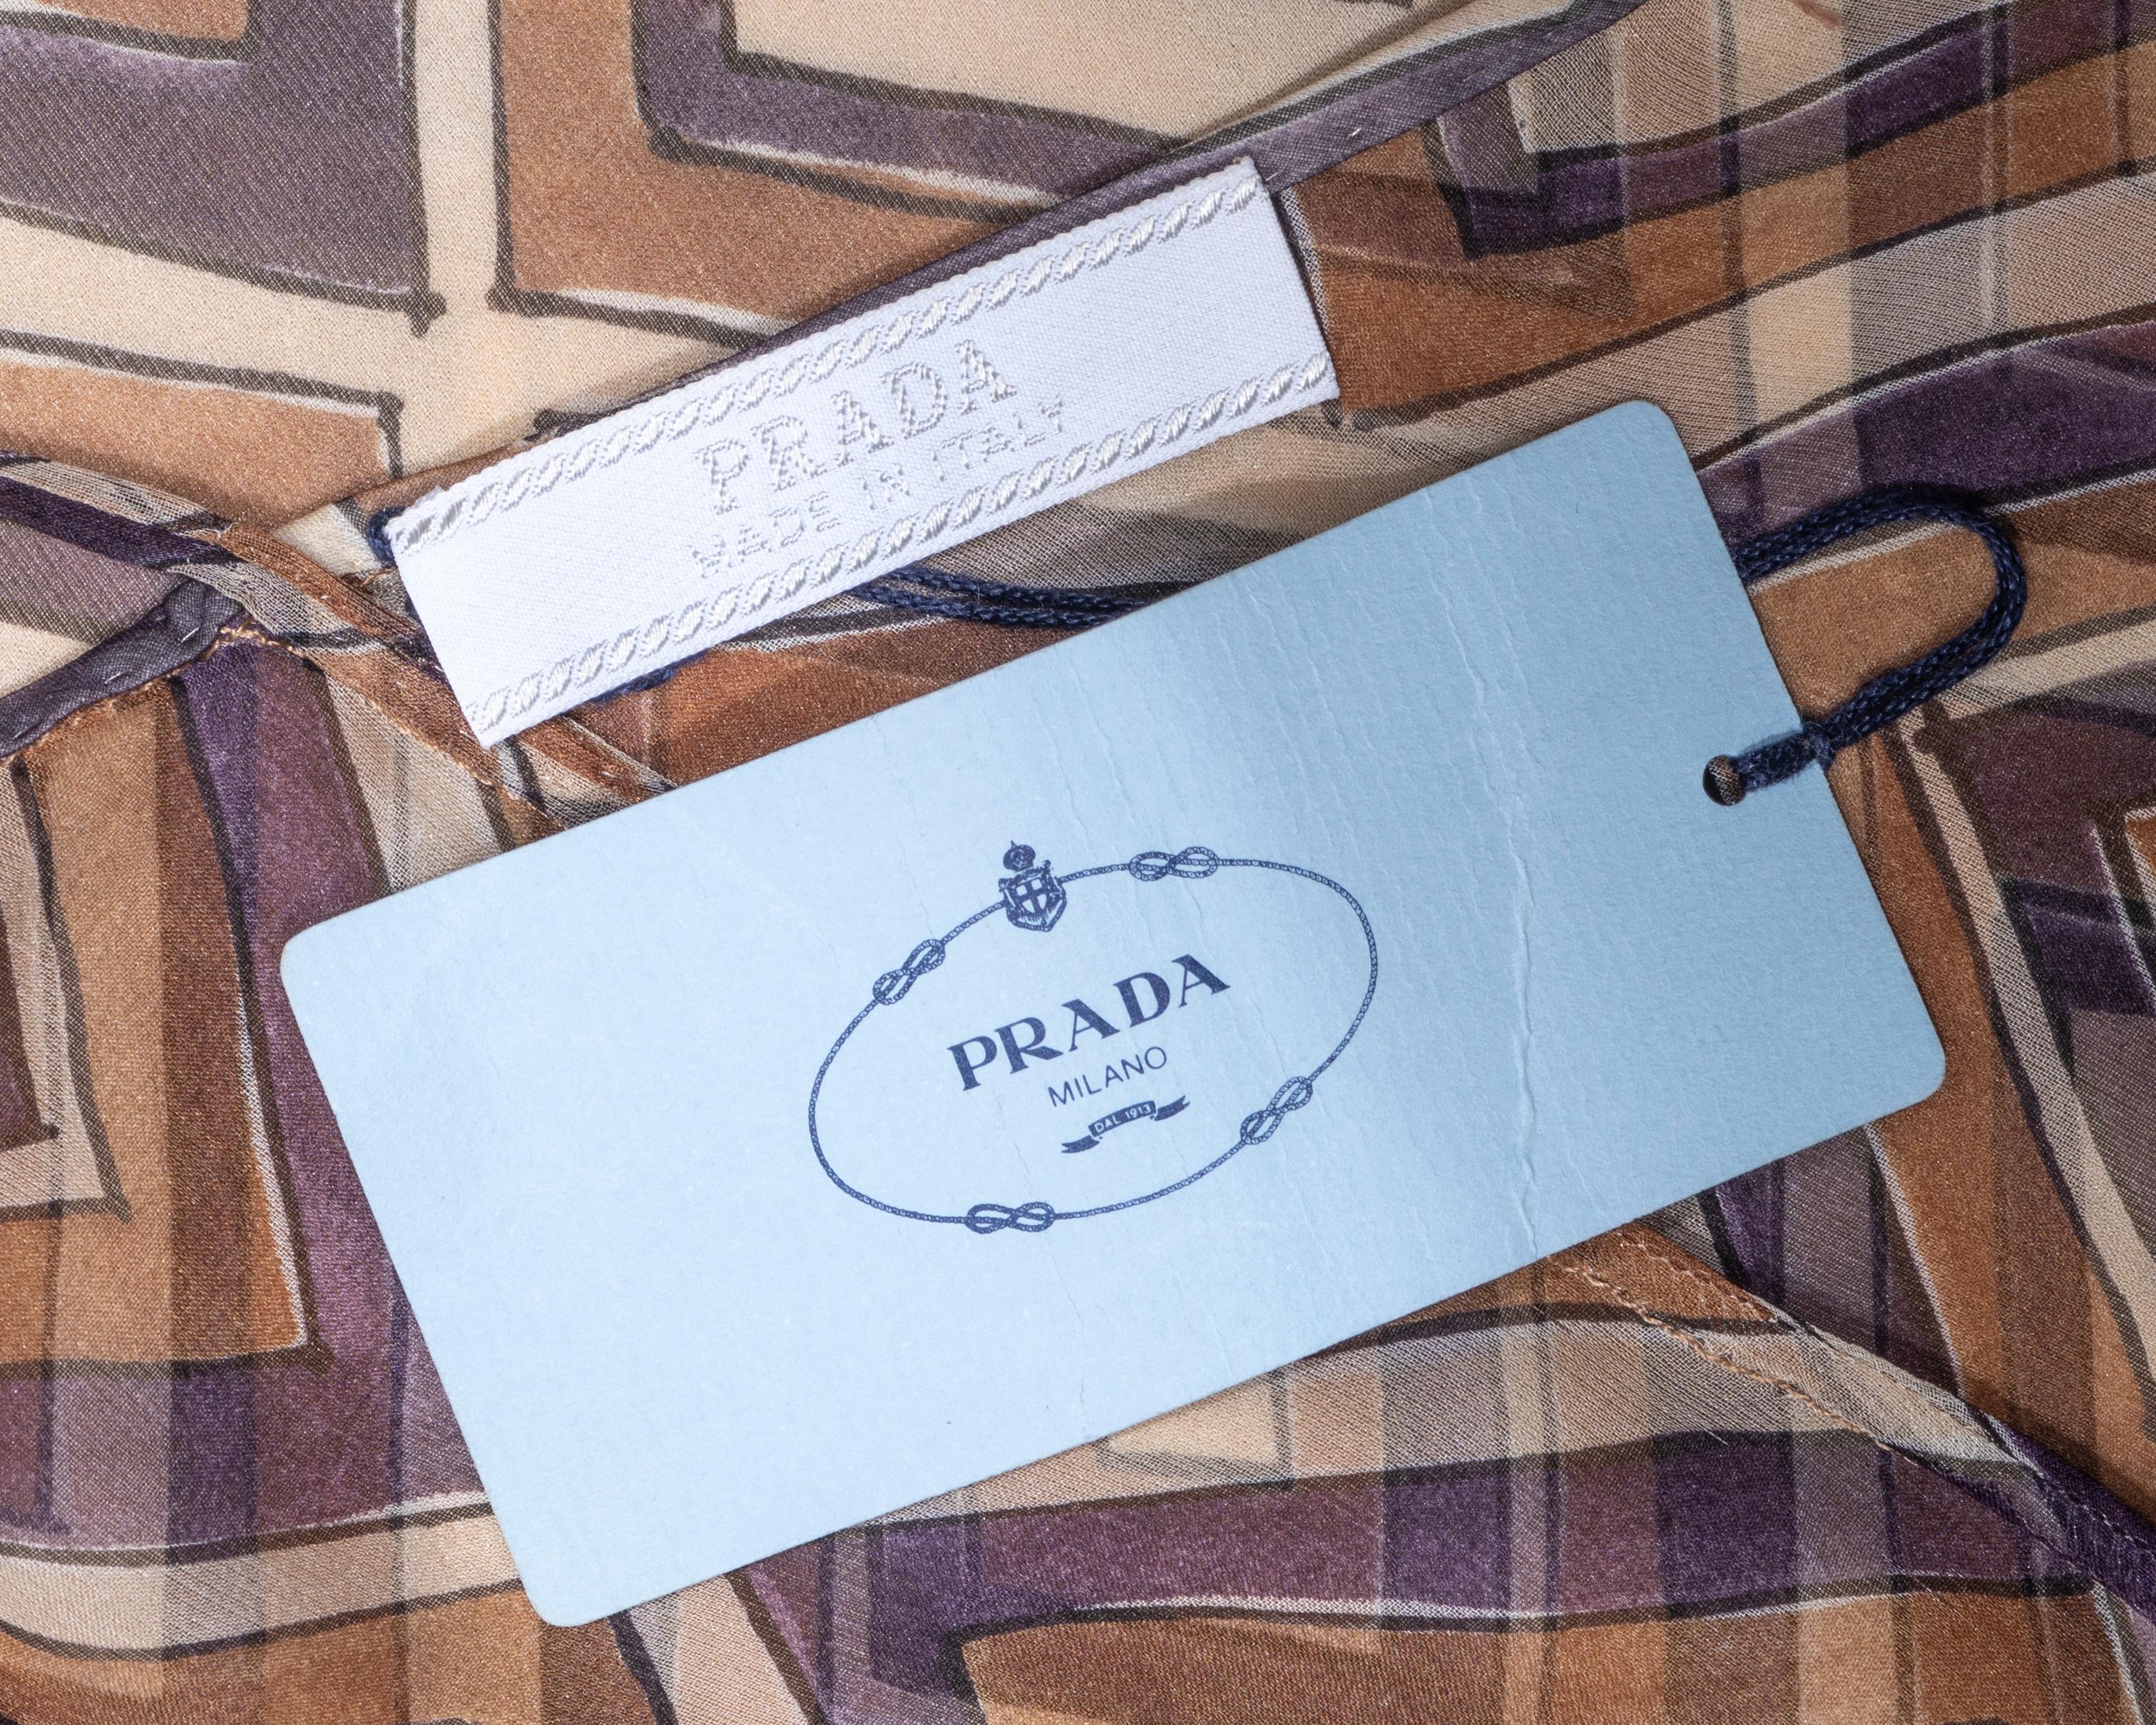 PRADA
MADE IN ITALY
PRADA
MILANO
DAL 1913